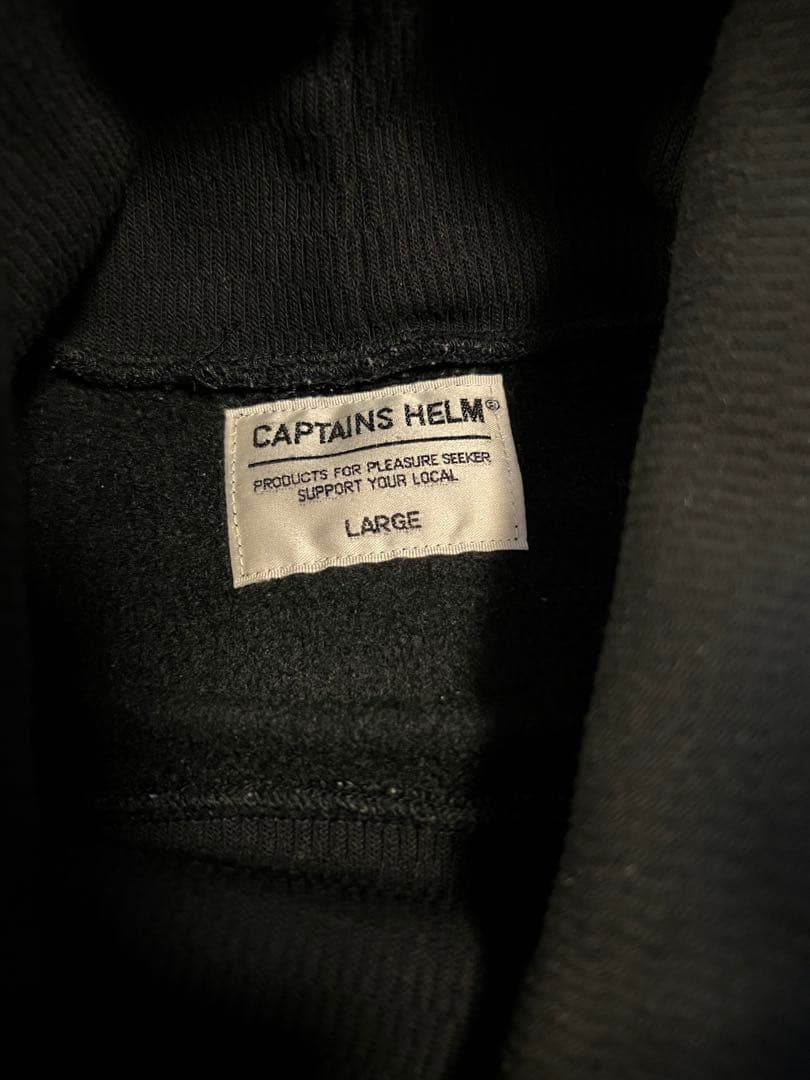 CAPTAINS HELM®
PRODUCTS FOR PLEASURE SEEKER
SUPPORT YOUR LOCAL
LARGE